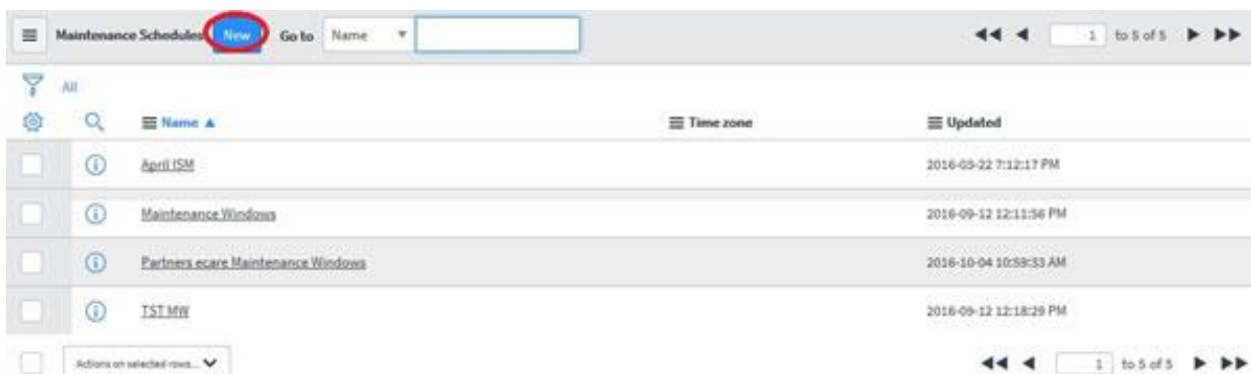 Maintenance Schedules New Go to Name 1 to 5 of 5
All
Name Time zone Updated
April ISM 2016-03-22 7:12:17 PM
Maintenance Windows 2016-09-12 12:11:56 PM
Partners ecare Maintenance Windows 2016-10-04 10:59:33 AM
TST MW 2016-09-12 12:18:29 PM
Actions on selected rows... 1 to 5 of 5